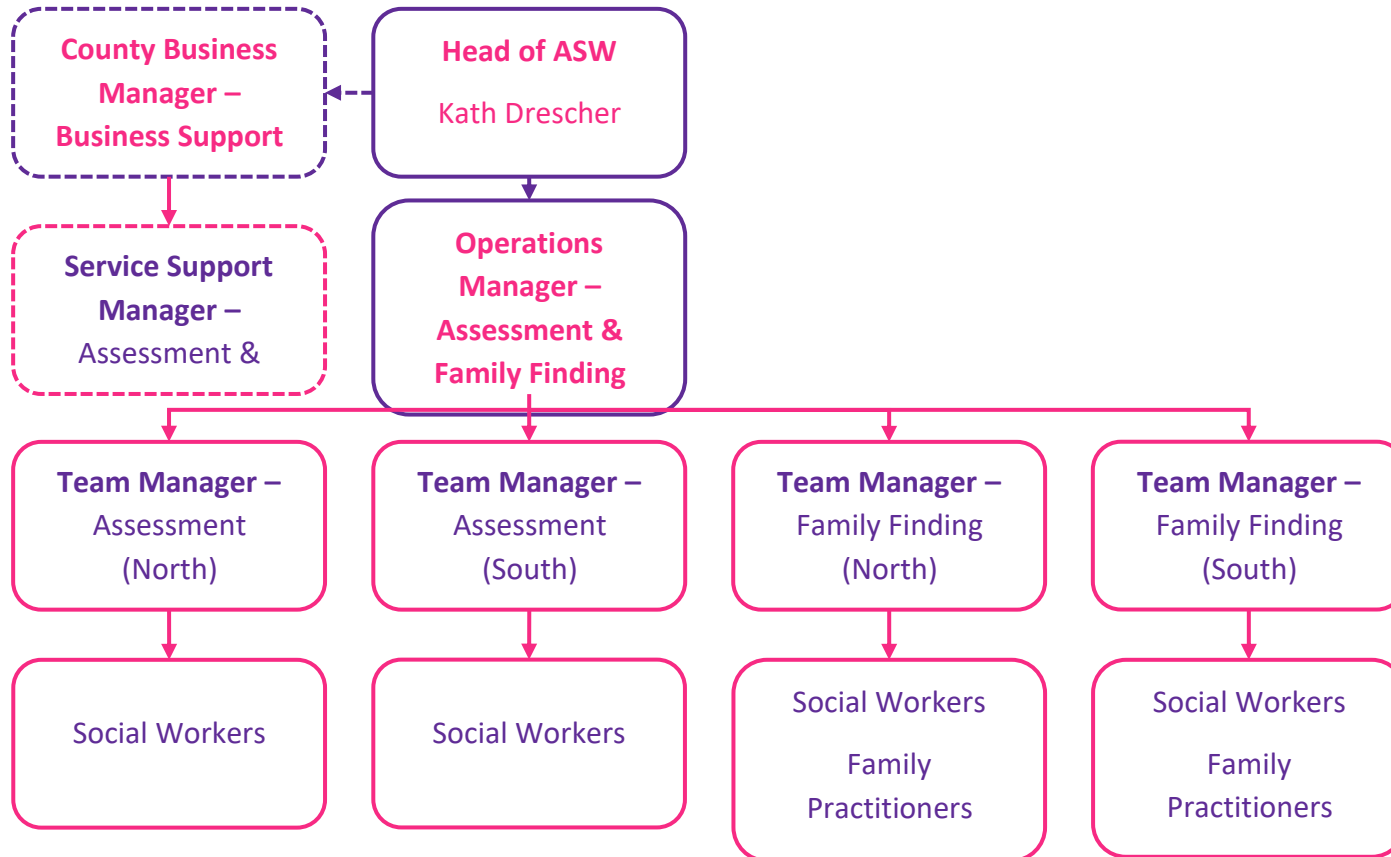 County Business
Manager –
Business Support
Head of ASW
Kath Drescher
Service Support
Manager –
Assessment &
Operations
Manager –
Assessment &
Family Finding
Team Manager –
Assessment
(North)
Team Manager –
Assessment
(South)
Team Manager –
Family Finding
(North)
Team Manager –
Family Finding
(South)
Social Workers
Social Workers
Social Workers
Family
Practitioners
Social Workers
Family
Practitioners